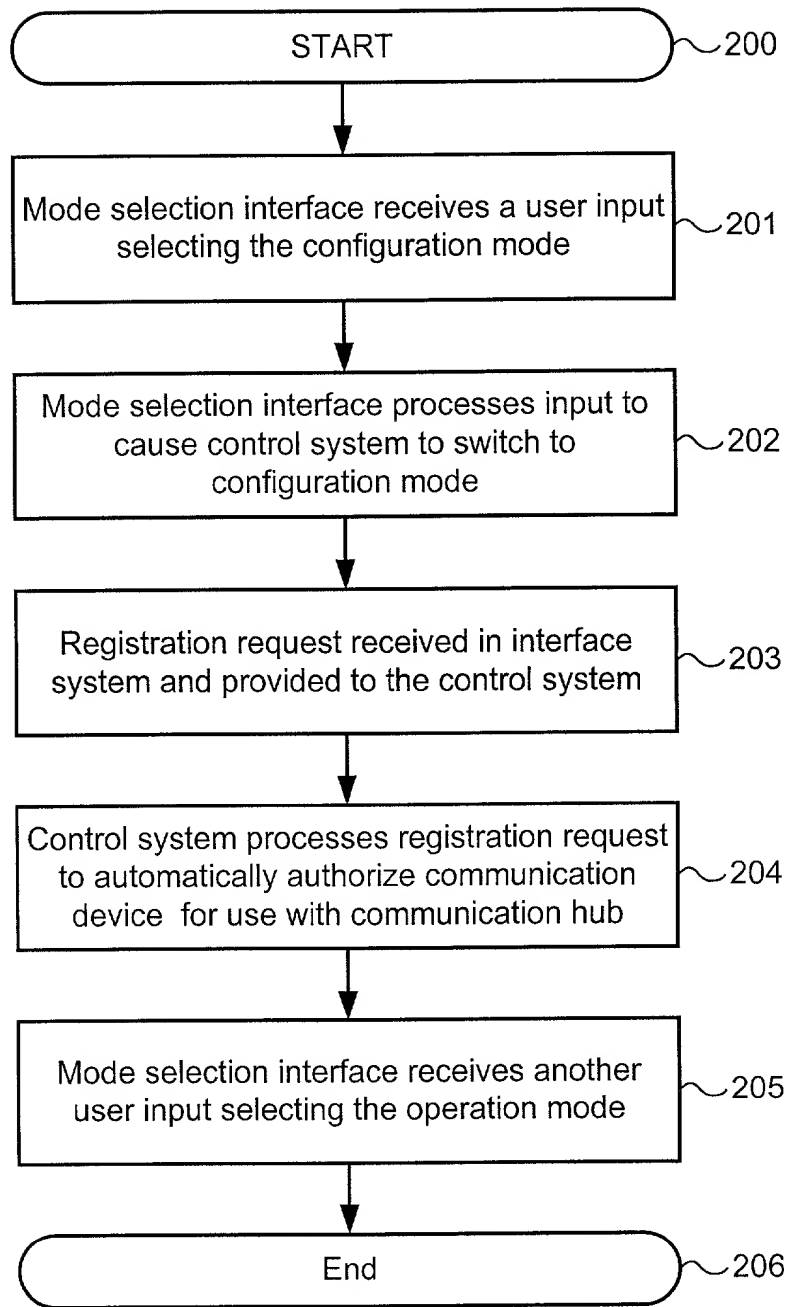 START
200
Mode selection interface receives a user input
selecting the configuration mode
201
Mode selection interface processes input to
cause control system to switch to
configuration mode
202
Registration request received in interface
system and provided to the control system
203
Control system processes registration request
to automatically authorize communication
device for use with communication hub
204
Mode selection interface receives another
user input selecting the operation mode
205
End
206